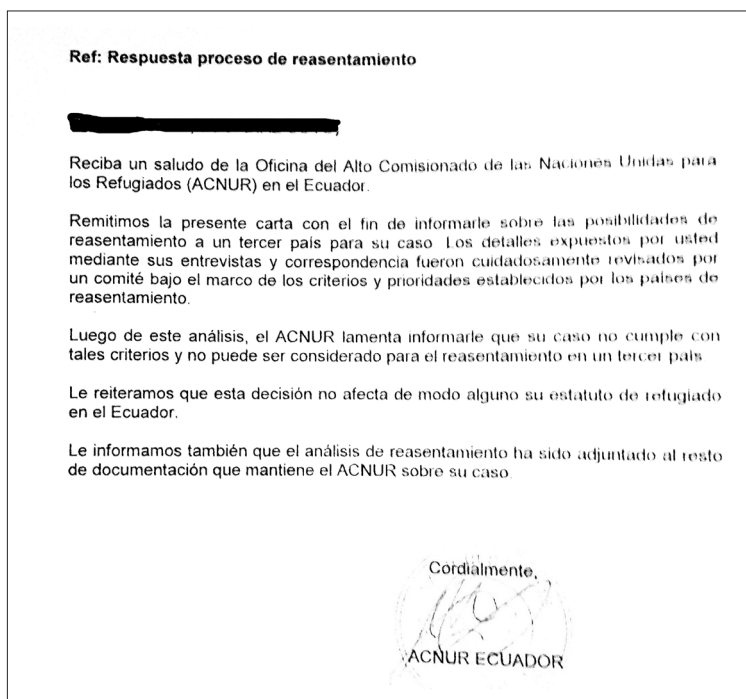 Ref: Respuesta proceso de reasentamiento
Reciba un saludo de la Oficina del Alto Comisionado de las Naciones Unidas para
los Refugiados (ACNUR) en el Ecuador.
Remitimos la presente carta con el fin de informarle sobre las posibilidades de
reasentamiento a un tercer país para su caso Los detalles expuestos por usted
mediante sus entrevistas y correspondencia fueron cuidadosamente revisados por
un comité bajo el marco de los criterios y prioridades establecidos por los países de
reasentamiento.
Luego de este análisis, el ACNUR lamenta informarle que su caso no cumple con
tales criterios y no puede ser considerado para el reasentamiento en un tercer país
Le reiteramos que esta decisión no afecta de modo alguno su estatuto de refugiado
en el Ecuador.
Le informamos también que el análisis de reasentamiento ha sido adjuntado al resto
de documentación que mantiene el ACNUR sobre su caso.
Cordialmente,
ACNUR ECUADOR